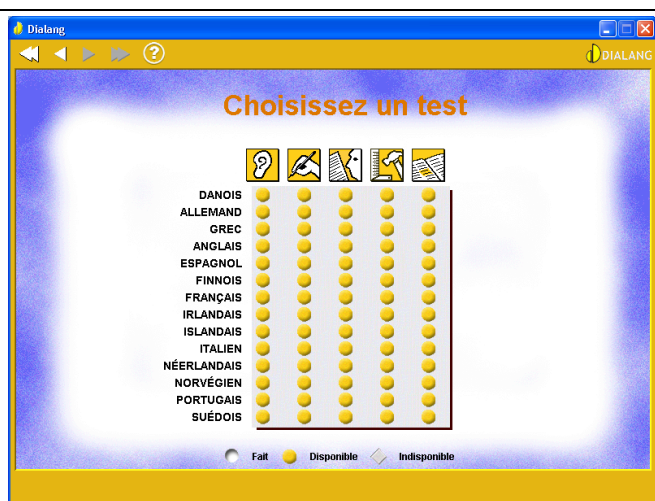 Dialang
? DIALANG
Choisissez un test
DANOIS
ALLEMAND
GREC
ANGLAIS
ESPAGNOL
FINNOIS
FRANÇAIS
IRLANDAIS
ISLANDAIS
ITALIEN
NÉERLANDAIS
NORVÉGIEN
PORTUGAIS
SUÉDOIS
Fait Disponible Indisponible